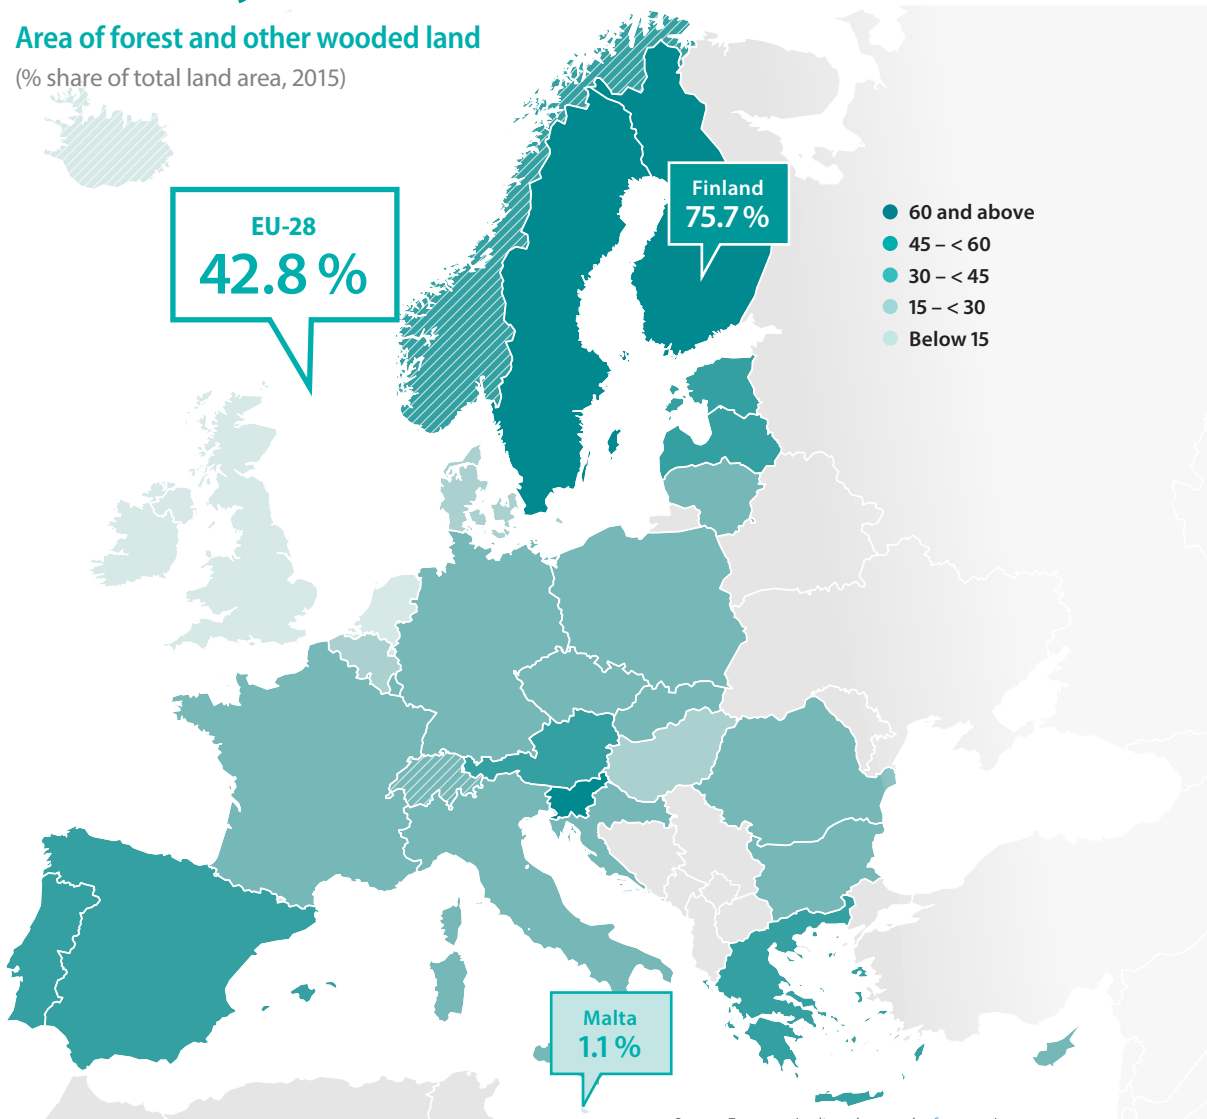 Area of forest and other wooded land
(% share of total land area, 2015)
EU-28
42.8 %
Finland
75.7 %
60 and above
45 – < 60
30 – < 45
15 – < 30
Below 15
Malta
1.1 %